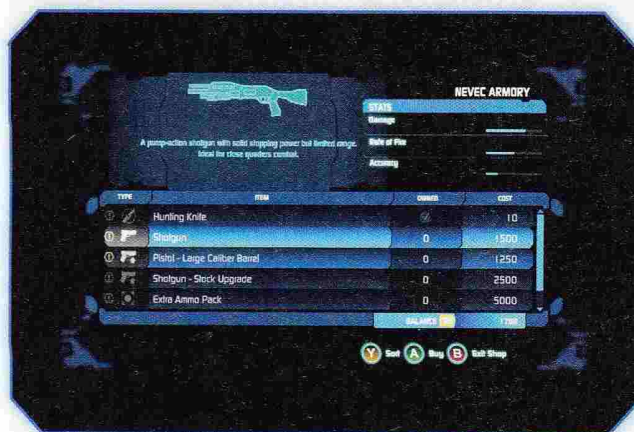 NEVEC ARMORY
STATS
Damage
Rate of Fire
Accuracy
A pump-action shotgun with solid stopping power but limited range.
Ideal for close quarters combat.
TYPE ITEM OWNED COST
Hunting Knife 10
Shotgun 0 1500
Pistol - Large Caliber Barrel 0 1250
Shotgun - Stock Upgrade 0 2500
Extra Ammo Pack 0 5000
BALANCE
Y Sort A Buy B Exit Shop